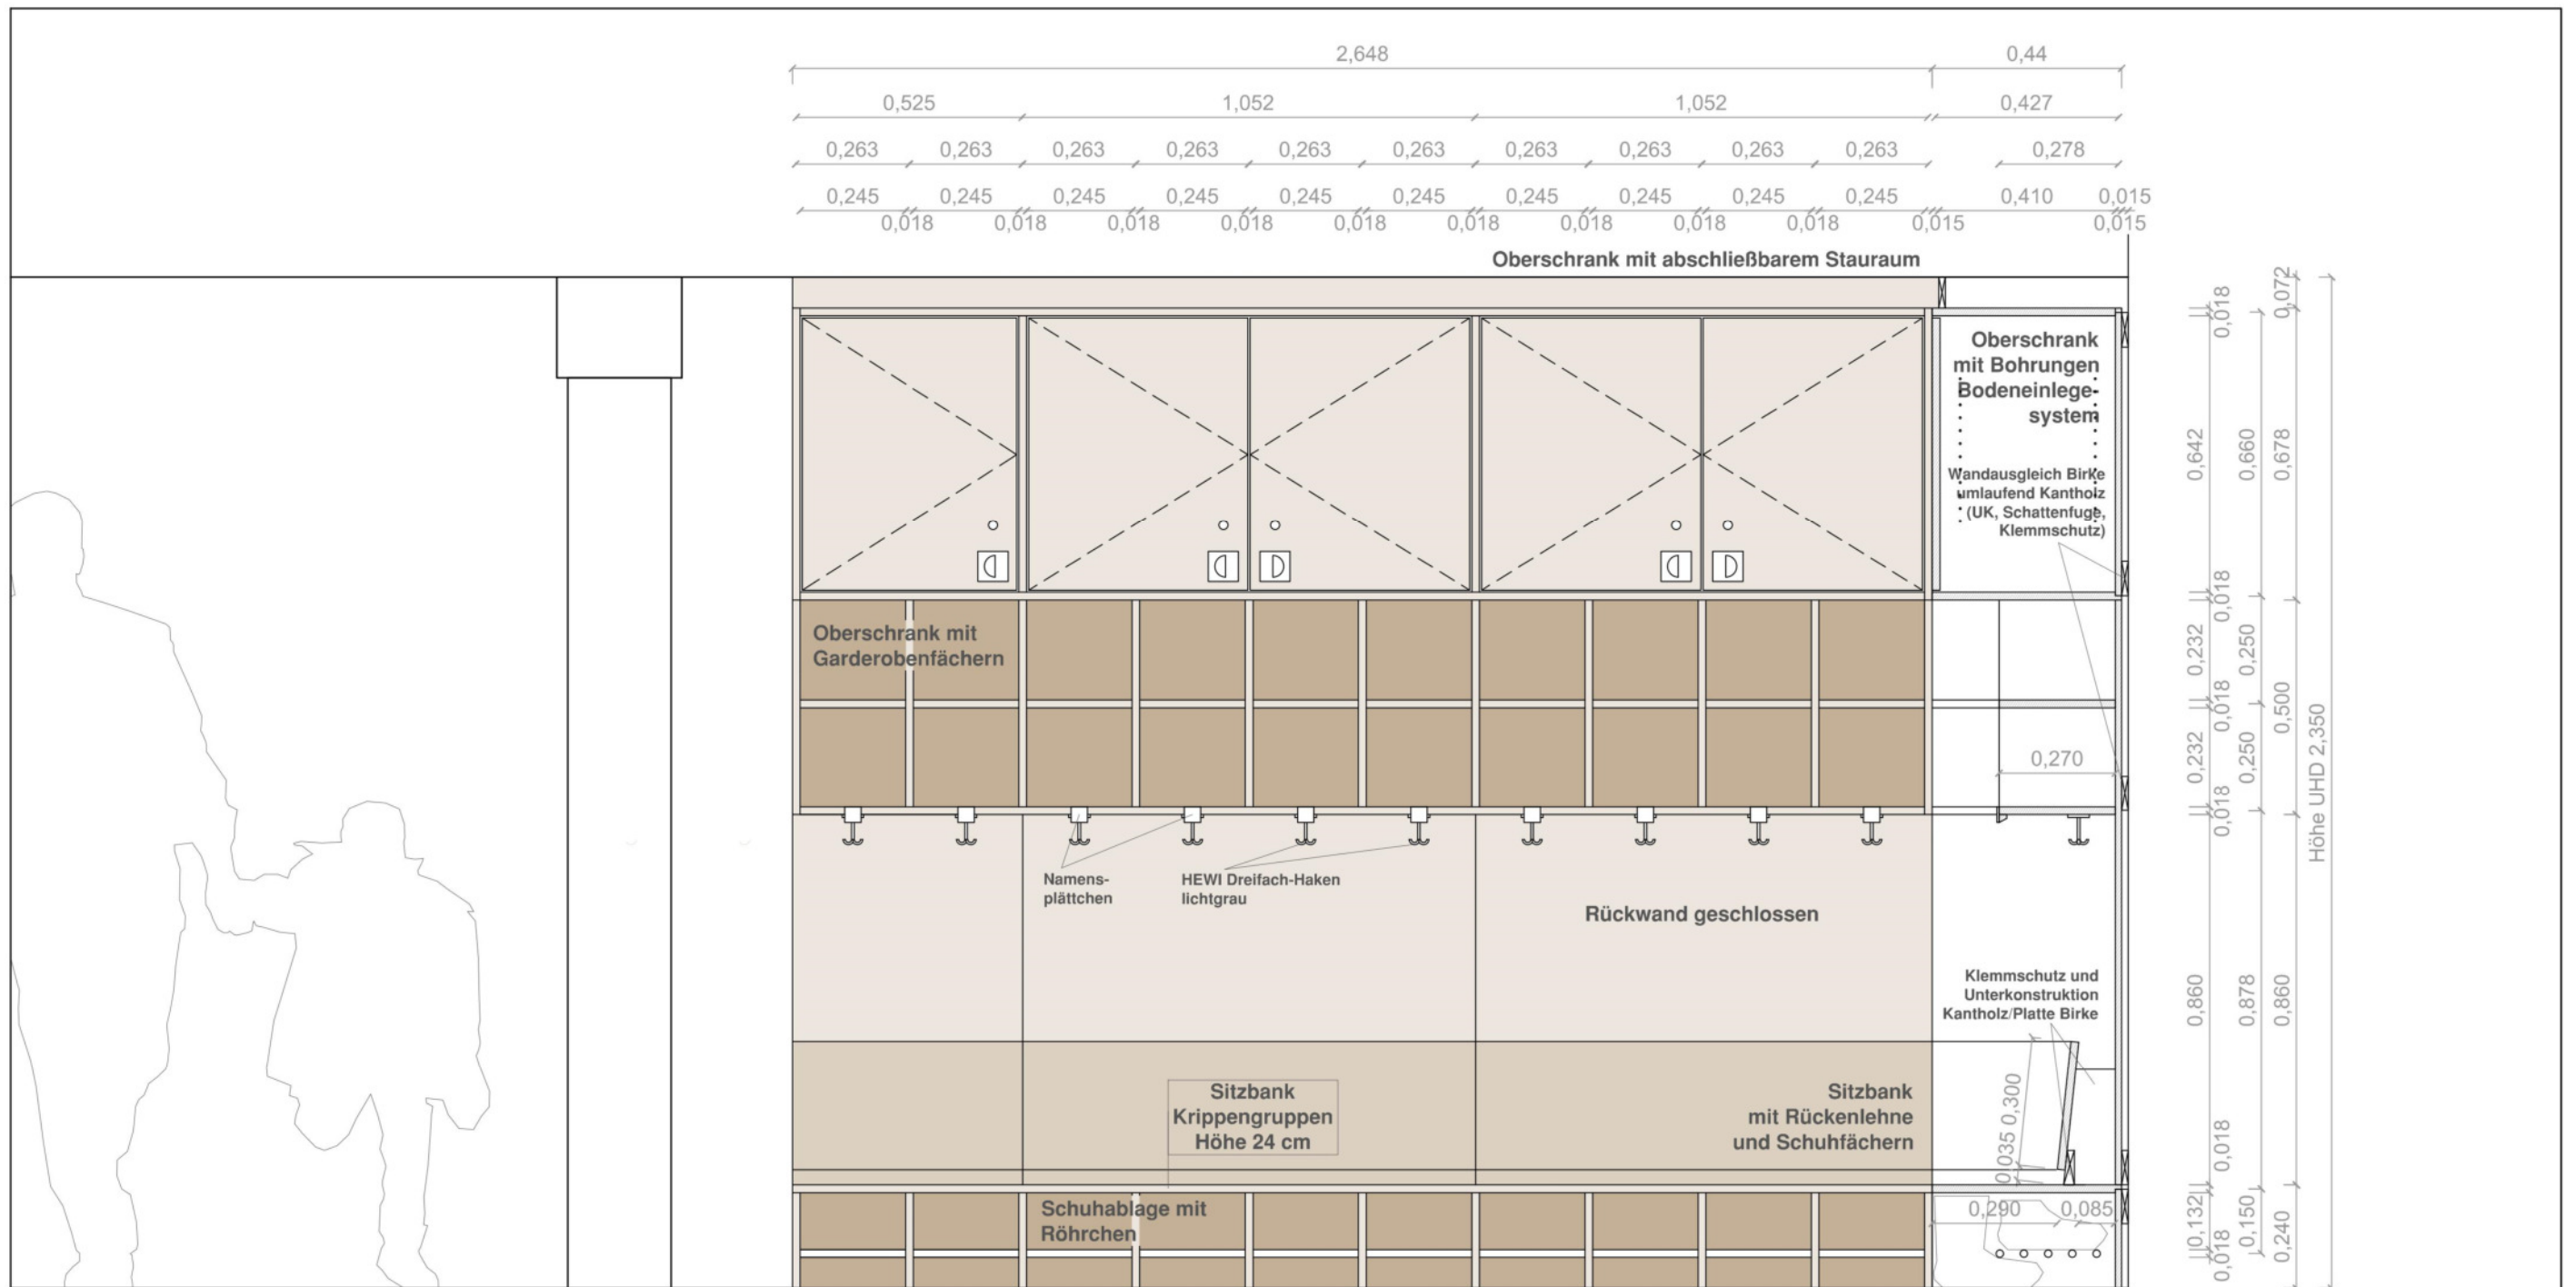 2,648
0,44
0,525
1,052
1,052
0,427
0,263
0,263
0,263
0,263
0,263
0,263
0,263
0,263
0,263
0,263
0,278
0,245
0,245
0,245
0,245
0,245
0,245
0,245
0,245
0,245
0,245
0,410
0,015
0,018
0,018
0,018
0,018
0,018
0,018
0,018
0,018
0,018
0,015
0,015
Oberschrank mit abschließbarem Stauraum
Oberschrank
mit Bohrungen
Bodeneinlege-
system
Wandausgleich Birke
umlaufend Kantholz
(UK, Schattenfuge,
Klemmschutz)
Oberschrank mit
Garderobenfächern
0,270
Namens-
plättchen
HEWI Dreifach-Haken
lichtgrau
Rückwand geschlossen
Klemmschutz und
Unterkonstruktion
Kantholz/Platte Birke
Sitzbank
Krippengruppen
Höhe 24 cm
Sitzbank
mit Rückenlehne
und Schuhfächern
0,035 0,300
Schuhablage mit
Röhrchen
0,290
0,085
0,642
0,232
0,232
0,860
0,132
0,018
0,018
0,018
0,018
0,018
0,018
0,660
0,250
0,250
0,878
0,150
0,072
0,678
0,500
0,860
0,240
Höhe UHD 2,350